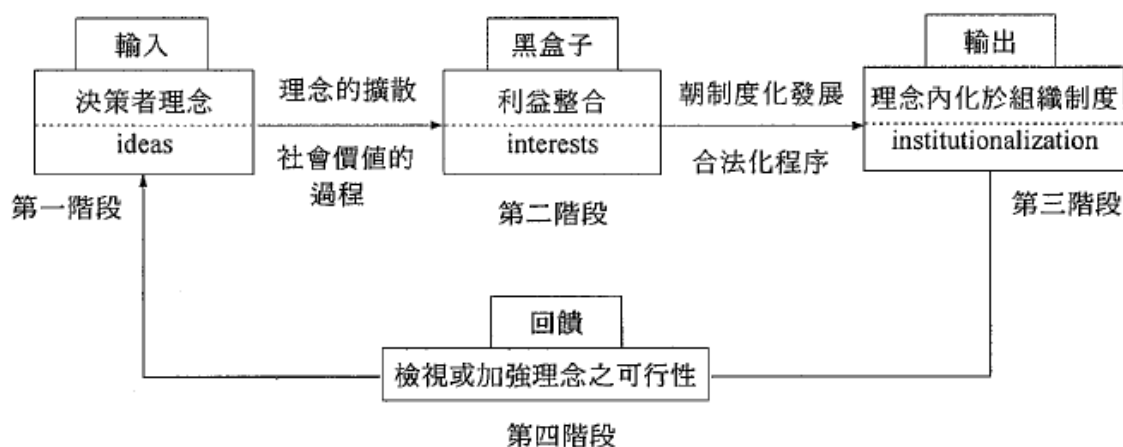 輸入
決策者理念
ideas
第一階段
理念的擴散
社會價值的
過程
黑盒子
利益整合
interests
第二階段
朝制度化發展
合法化程序
輸出
理念內化於組織制度
institutionalization
第三階段
回饋
檢視或加強理念之可行性
第四階段